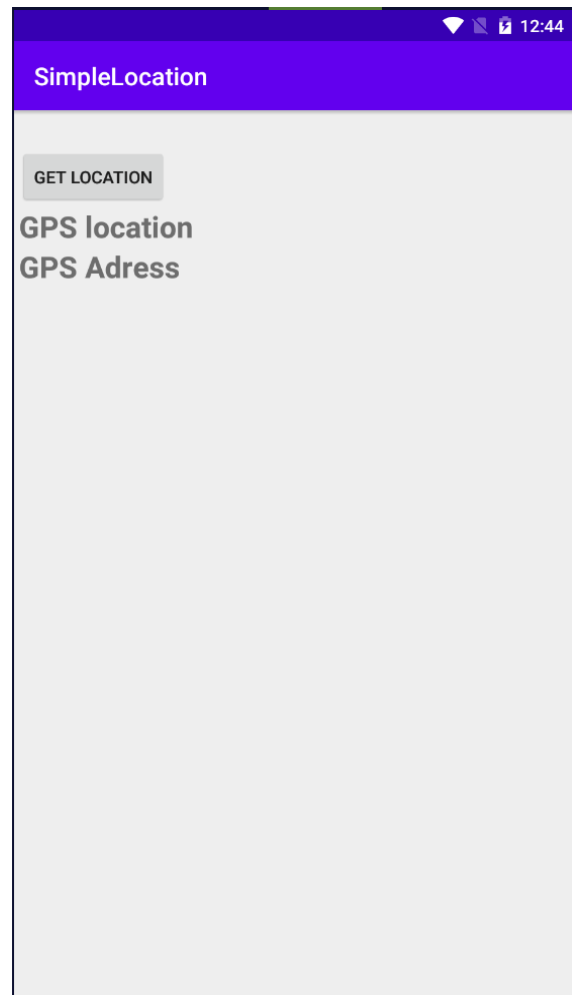 12:44
SimpleLocation
GET LOCATION
GPS location
GPS Adress